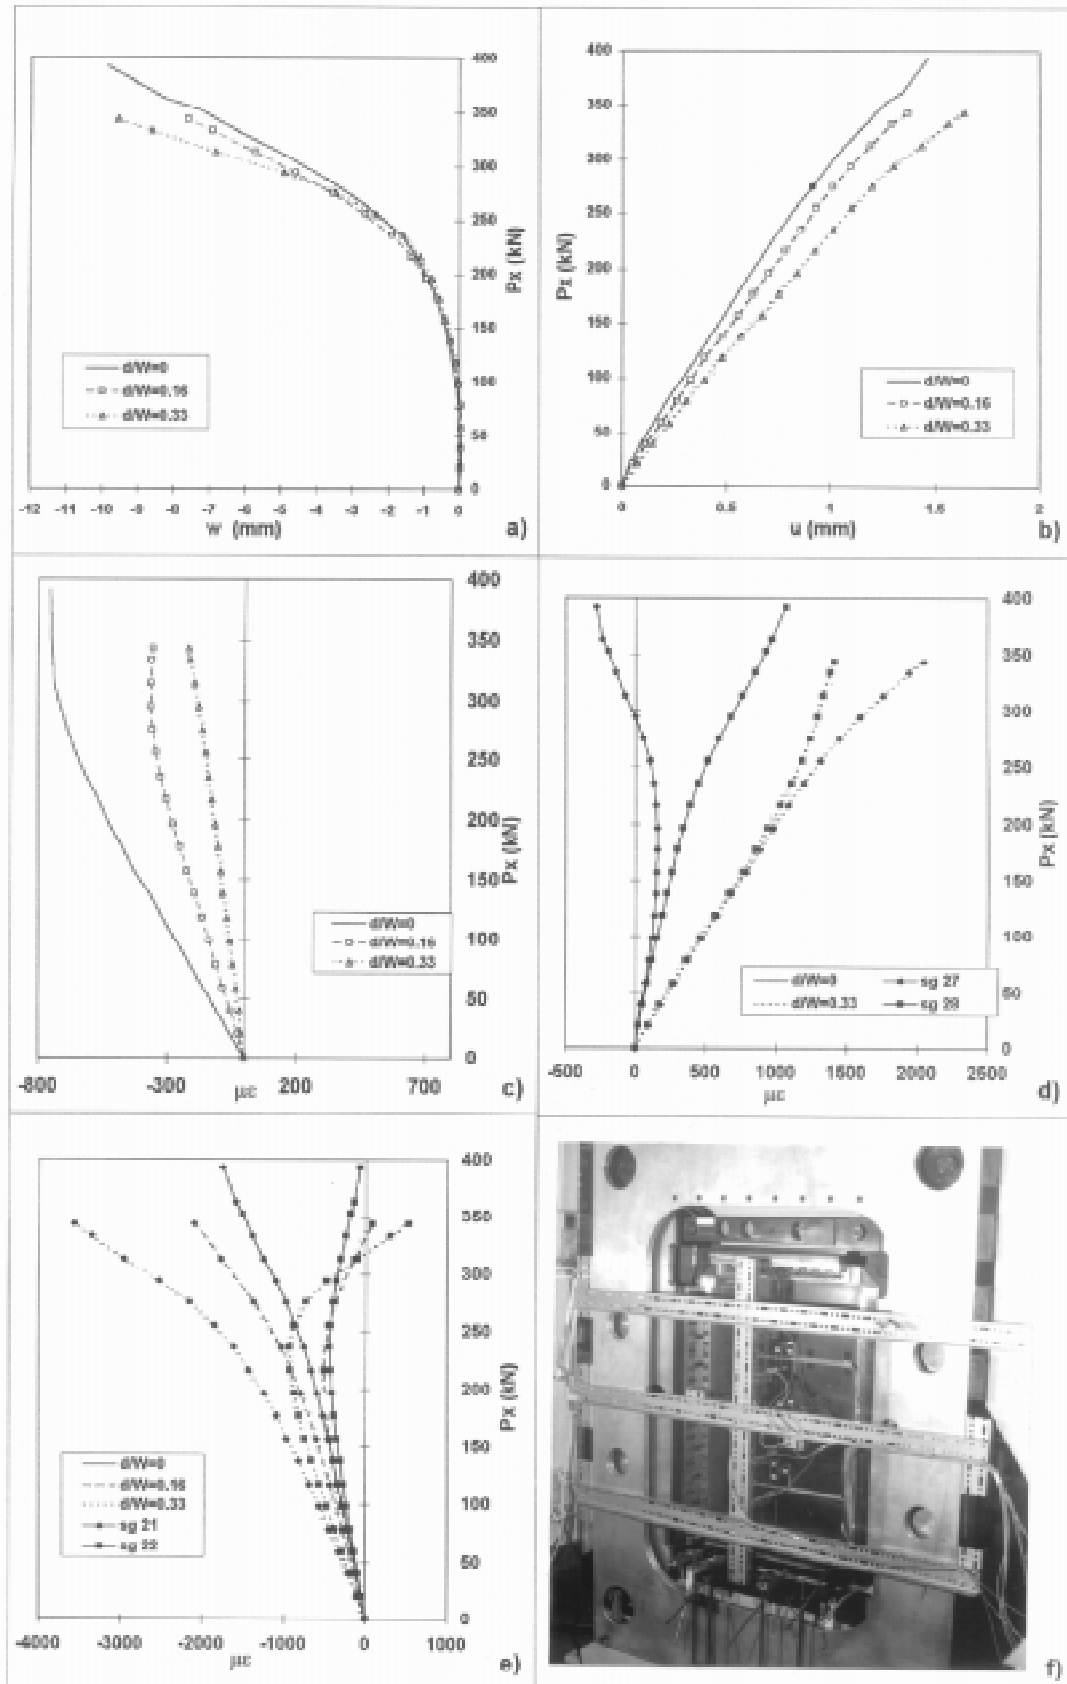 400
350
300
250
200
150
100
50
0
Px (kN)
d/W=0
d/W=0.16
d/W=0.33
-12 -11 -10 -9 -8 -7 -6 -5 -4 -3 -2 -1 0
w (mm)
a)
400
350
300
250
200
150
100
50
0
Px (kN)
d/W=0
d/W=0.16
d/W=0.33
0 0.5 1 1.5 2
u (mm)
b)
400
350
300
250
200
150
100
50
0
Px (kN)
d/W=0
d/W=0.16
d/W=0.33
-800 -300 200 700
με
c)
400
350
300
250
200
150
100
50
0
Px (kN)
d/W=0 sg 27
d/W=0.33 sg 28
-500 0 500 1000 1500 2000 2500
με
d)
400
350
300
250
200
150
100
50
0
Px (kN)
d/W=0
d/W=0.16
d/W=0.33
sg 21
sg 22
-4000 -3000 -2000 -1000 0 1000
με
e)
f)